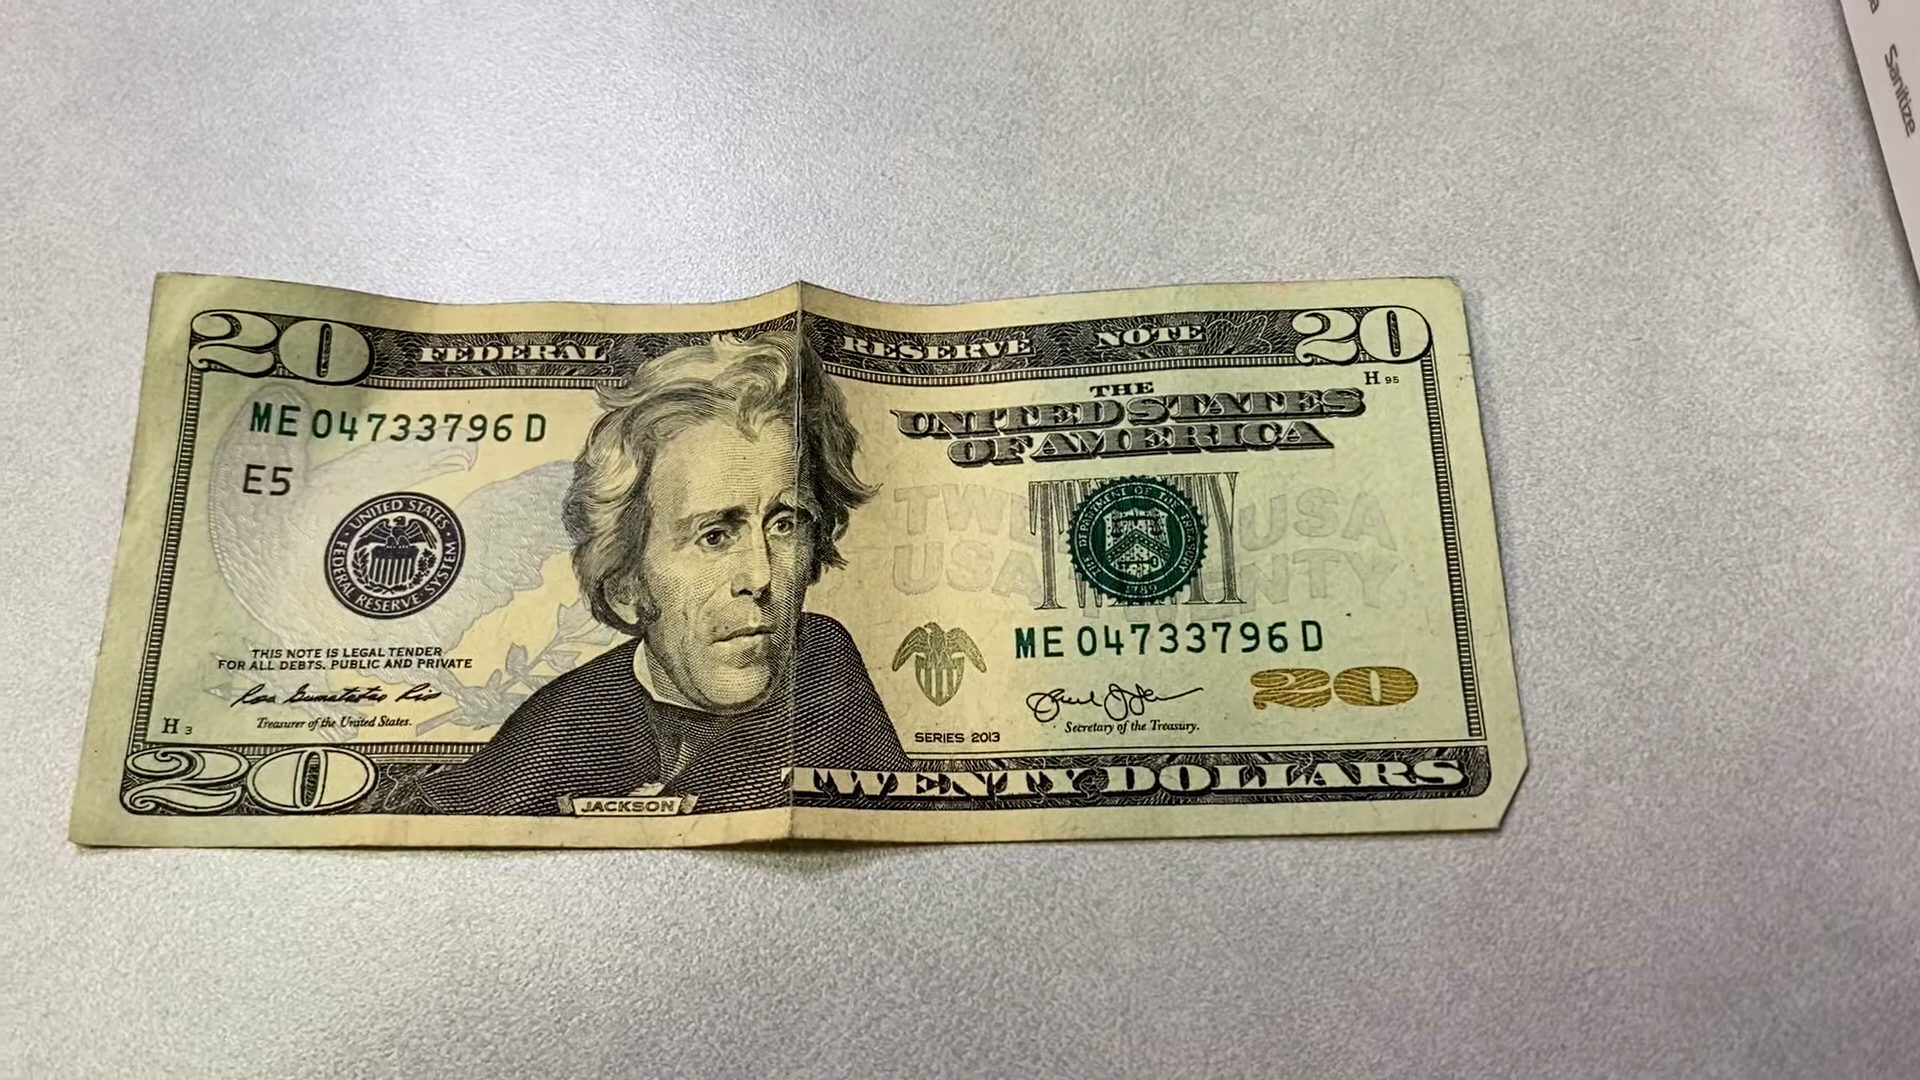 20 FEDERAL RESERVE NOTE 20
H 95
THE
UNITED STATES
OF AMERICA
ME 04733796 D
E5
UNITED STATES
FEDERAL RESERVE SYSTEM
TWENTY USA
USA TWENTY
THE DEPARTMENT OF THE TREASURY
1789
ME 04733796 D
THIS NOTE IS LEGAL TENDER
FOR ALL DEBTS, PUBLIC AND PRIVATE
Treasurer of the United States.
H 3
SERIES 2013
Secretary of the Treasury.
20
20 JACKSON TWENTY DOLLARS
Sanitize